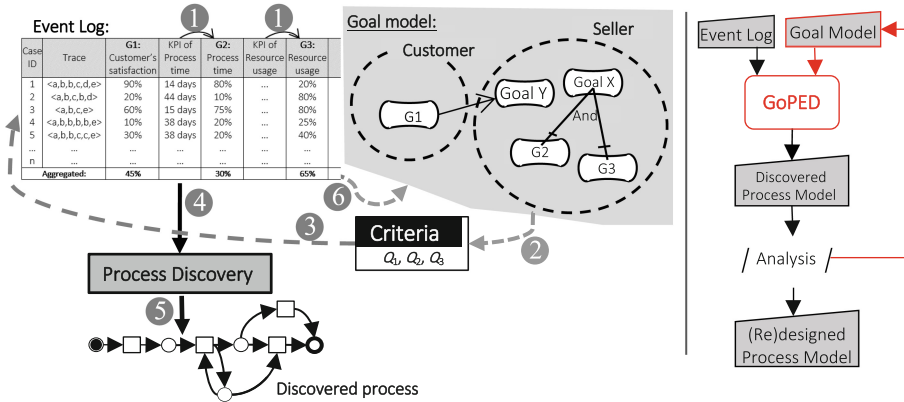 Event Log:
Case ID | Trace | G1: Customer's satisfaction | KPI of Process time | G2: Process time | KPI of Resource usage | G3: Resource usage
1 | <a,b,b,c,d,e> | 90% | 14 days | 80% | ... | 20%
2 | <a,b,c,b,d> | 20% | 44 days | 10% | ... | 80%
3 | <a,b,c,e> | 60% | 15 days | 75% | ... | 80%
4 | <a,b,b,b,b,e> | 10% | 38 days | 20% | ... | 25%
5 | <a,b,b,c,c,e> | 30% | 38 days | 20% | ... | 40%
... | ... | ... | ... | ... | ... | ...
n | ... | ... | ... | ... | ...
Aggregated: | 45% | 30% | 65%
1
1
Goal model:
Customer
Seller
G1
Goal Y
Goal X
And
G2
G3
6
2
3
4
Criteria
Q1, Q2, Q3
Process Discovery
5
Discovered process
Event Log
Goal Model
GoPED
Discovered
Process Model
/ Analysis /
(Re)designed
Process Model